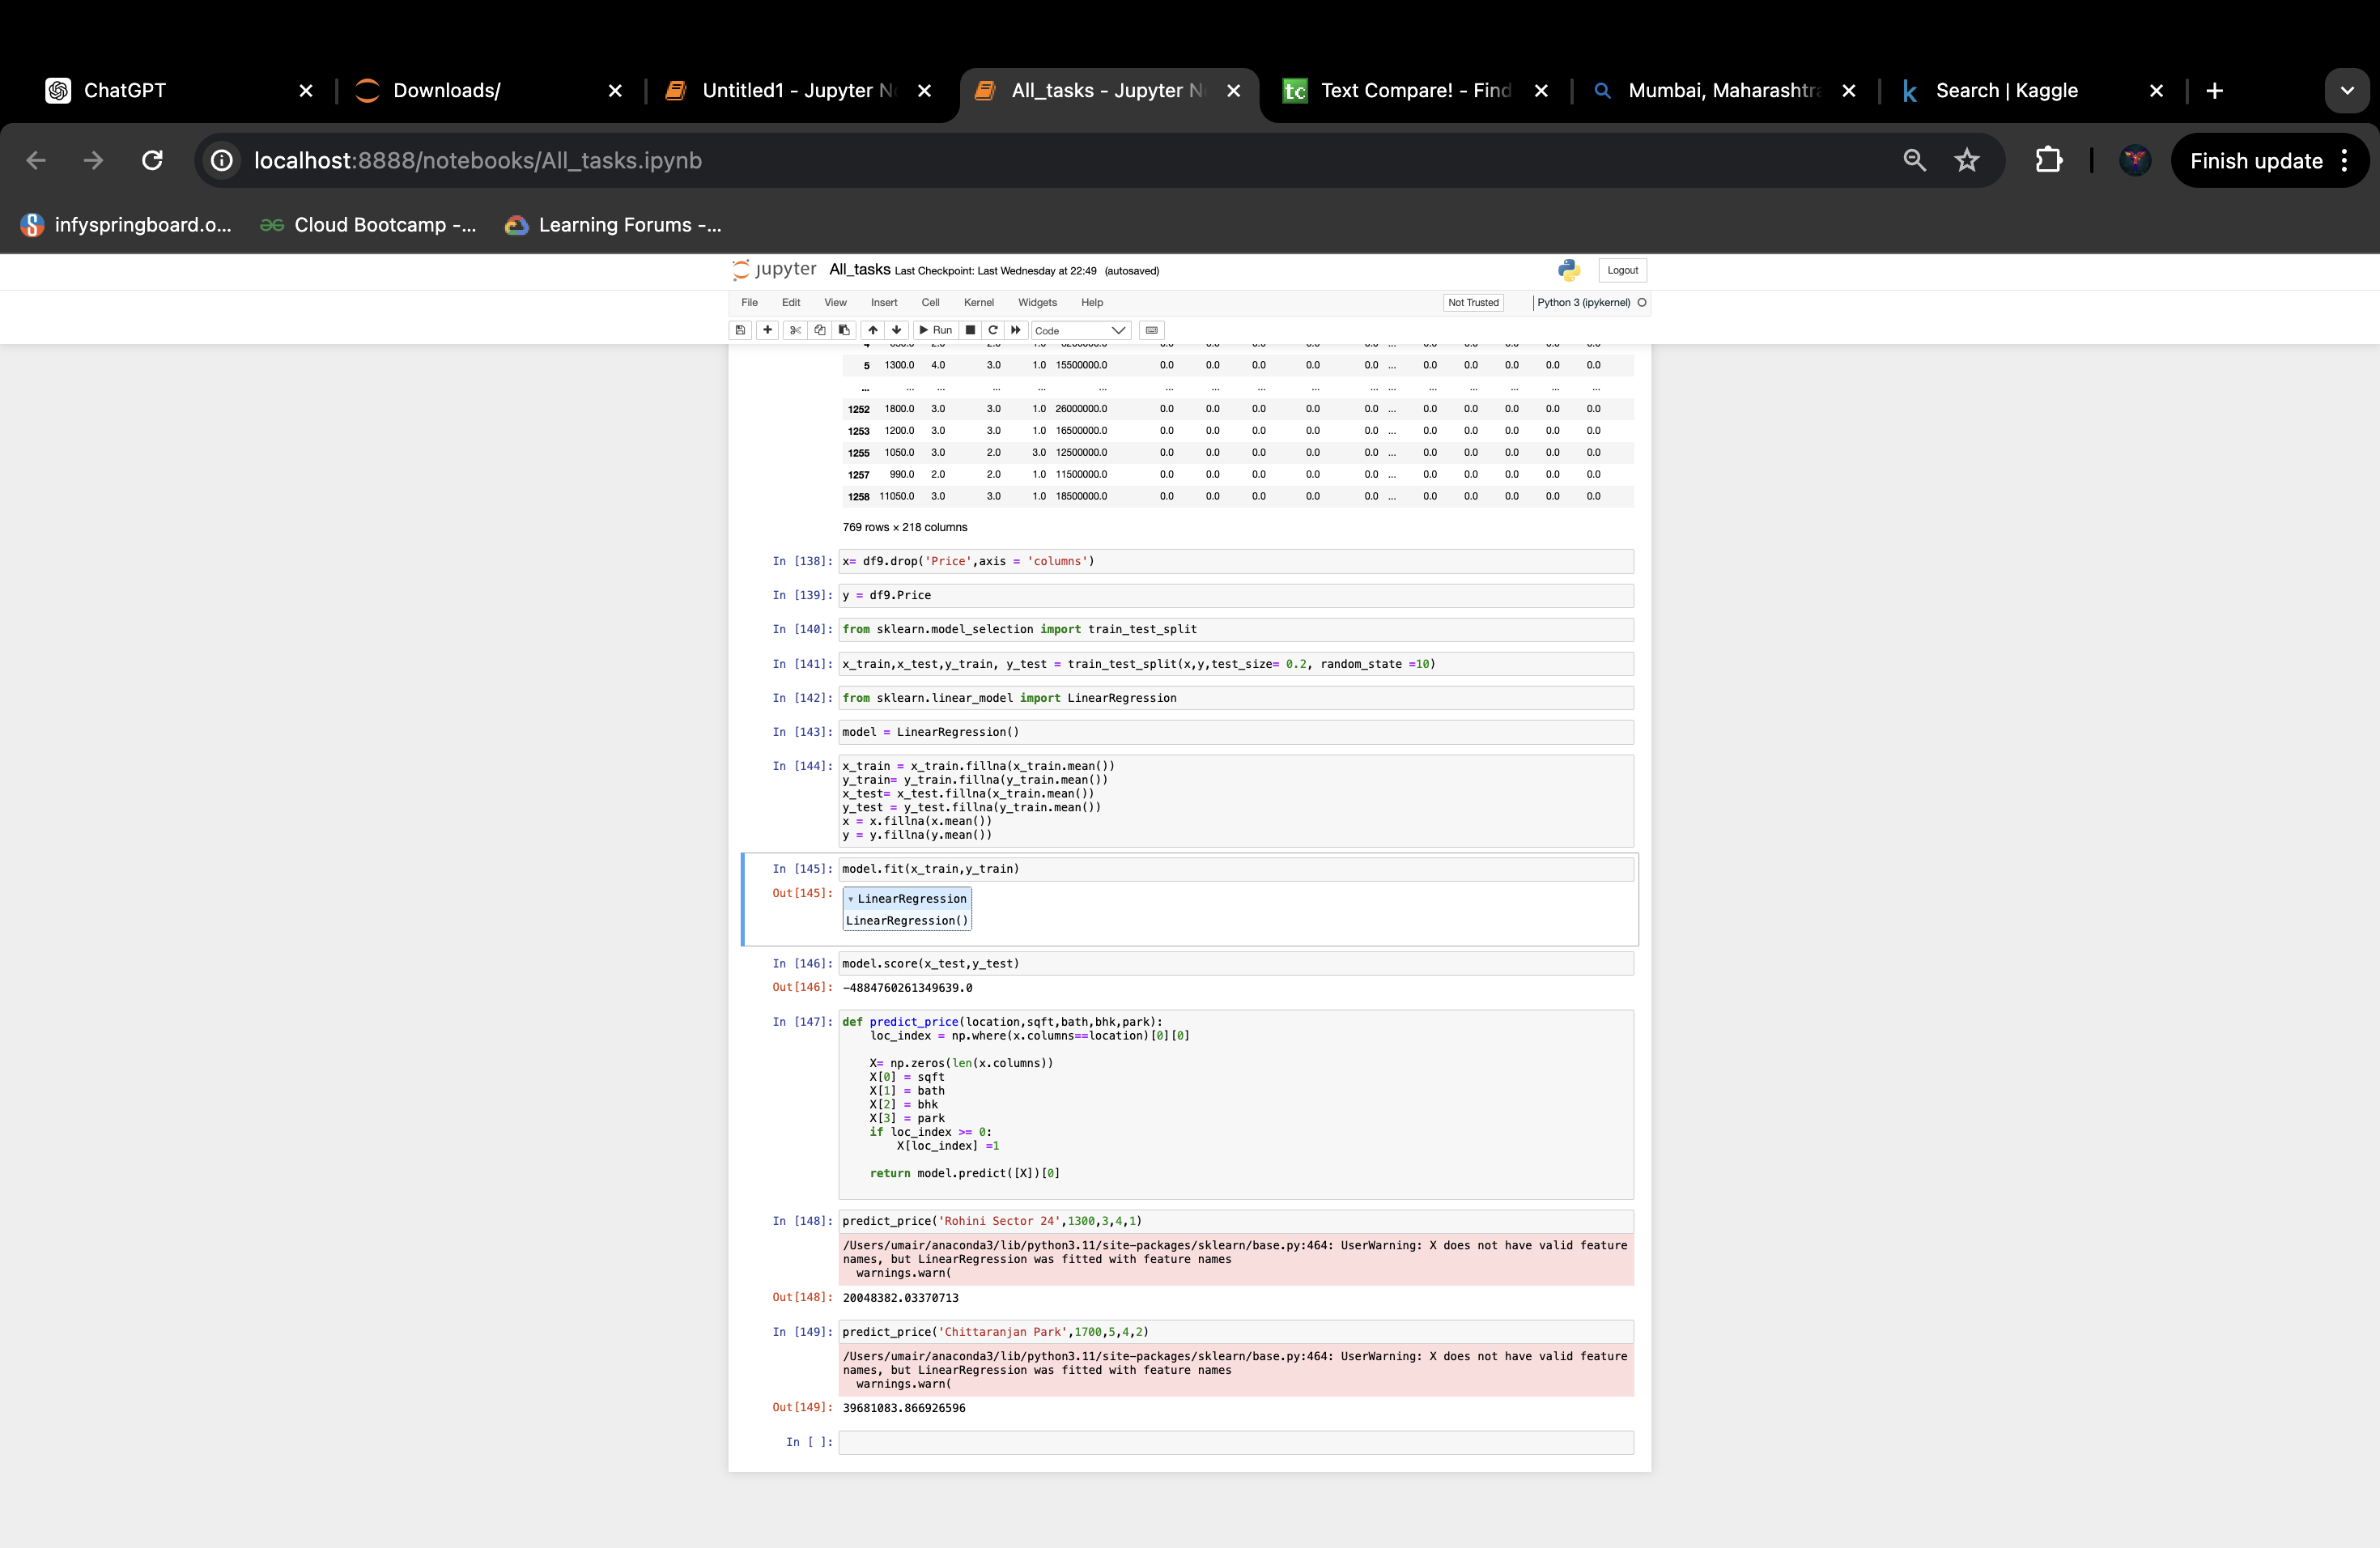 ChatGPT
Downloads/
Untitled1 - Jupyter N
All_tasks - Jupyter N
Text Compare! - Find
Mumbai, Maharashtra
Search | Kaggle
localhost:8888/notebooks/All_tasks.ipynb
Finish update
infyspringboard.o...
Cloud Bootcamp -...
Learning Forums -...
jupyter All_tasks Last Checkpoint: Last Wednesday at 22:49 (autosaved)
Logout
File Edit View Insert Cell Kernel Widgets Help
Not Trusted
Python 3 (ipykernel)
Run
Code
5 1300.0 4.0 3.0 1.0 15500000.0 0.0 0.0 0.0 0.0 0.0 ... 0.0 0.0 0.0 0.0 0.0
... ... ... ... ... ... ... ... ... ... ... ... ... ... ... ... ...
1252 1800.0 3.0 3.0 1.0 26000000.0 0.0 0.0 0.0 0.0 0.0 ... 0.0 0.0 0.0 0.0 0.0
1253 1200.0 3.0 3.0 1.0 16500000.0 0.0 0.0 0.0 0.0 0.0 ... 0.0 0.0 0.0 0.0 0.0
1255 1050.0 3.0 2.0 3.0 12500000.0 0.0 0.0 0.0 0.0 0.0 ... 0.0 0.0 0.0 0.0 0.0
1257 990.0 2.0 2.0 1.0 11500000.0 0.0 0.0 0.0 0.0 0.0 ... 0.0 0.0 0.0 0.0 0.0
1258 11050.0 3.0 3.0 1.0 18500000.0 0.0 0.0 0.0 0.0 0.0 ... 0.0 0.0 0.0 0.0 0.0
769 rows × 218 columns
In [138]: x= df9.drop('Price',axis = 'columns')
In [139]: y = df9.Price
In [140]: from sklearn.model_selection import train_test_split
In [141]: x_train,x_test,y_train, y_test = train_test_split(x,y,test_size= 0.2, random_state =10)
In [142]: from sklearn.linear_model import LinearRegression
In [143]: model = LinearRegression()
In [144]: x_train = x_train.fillna(x_train.mean())
y_train= y_train.fillna(y_train.mean())
x_test= x_test.fillna(x_train.mean())
y_test = y_test.fillna(y_train.mean())
x = x.fillna(x.mean())
y = y.fillna(y.mean())
In [145]: model.fit(x_train,y_train)
Out[145]: ▾ LinearRegression
LinearRegression()
In [146]: model.score(x_test,y_test)
Out[146]: -4884760261349639.0
In [147]: def predict_price(location,sqft,bath,bhk,park):
loc_index = np.where(x.columns==location)[0][0]
X= np.zeros(len(x.columns))
X[0] = sqft
X[1] = bath
X[2] = bhk
X[3] = park
if loc_index >= 0:
X[loc_index] =1
return model.predict([X])[0]
In [148]: predict_price('Rohini Sector 24',1300,3,4,1)
/Users/umair/anaconda3/lib/python3.11/site-packages/sklearn/base.py:464: UserWarning: X does not have valid feature
names, but LinearRegression was fitted with feature names
warnings.warn(
Out[148]: 20048382.03370713
In [149]: predict_price('Chittaranjan Park',1700,5,4,2)
/Users/umair/anaconda3/lib/python3.11/site-packages/sklearn/base.py:464: UserWarning: X does not have valid feature
names, but LinearRegression was fitted with feature names
warnings.warn(
Out[149]: 39681083.866926596
In [ ]: